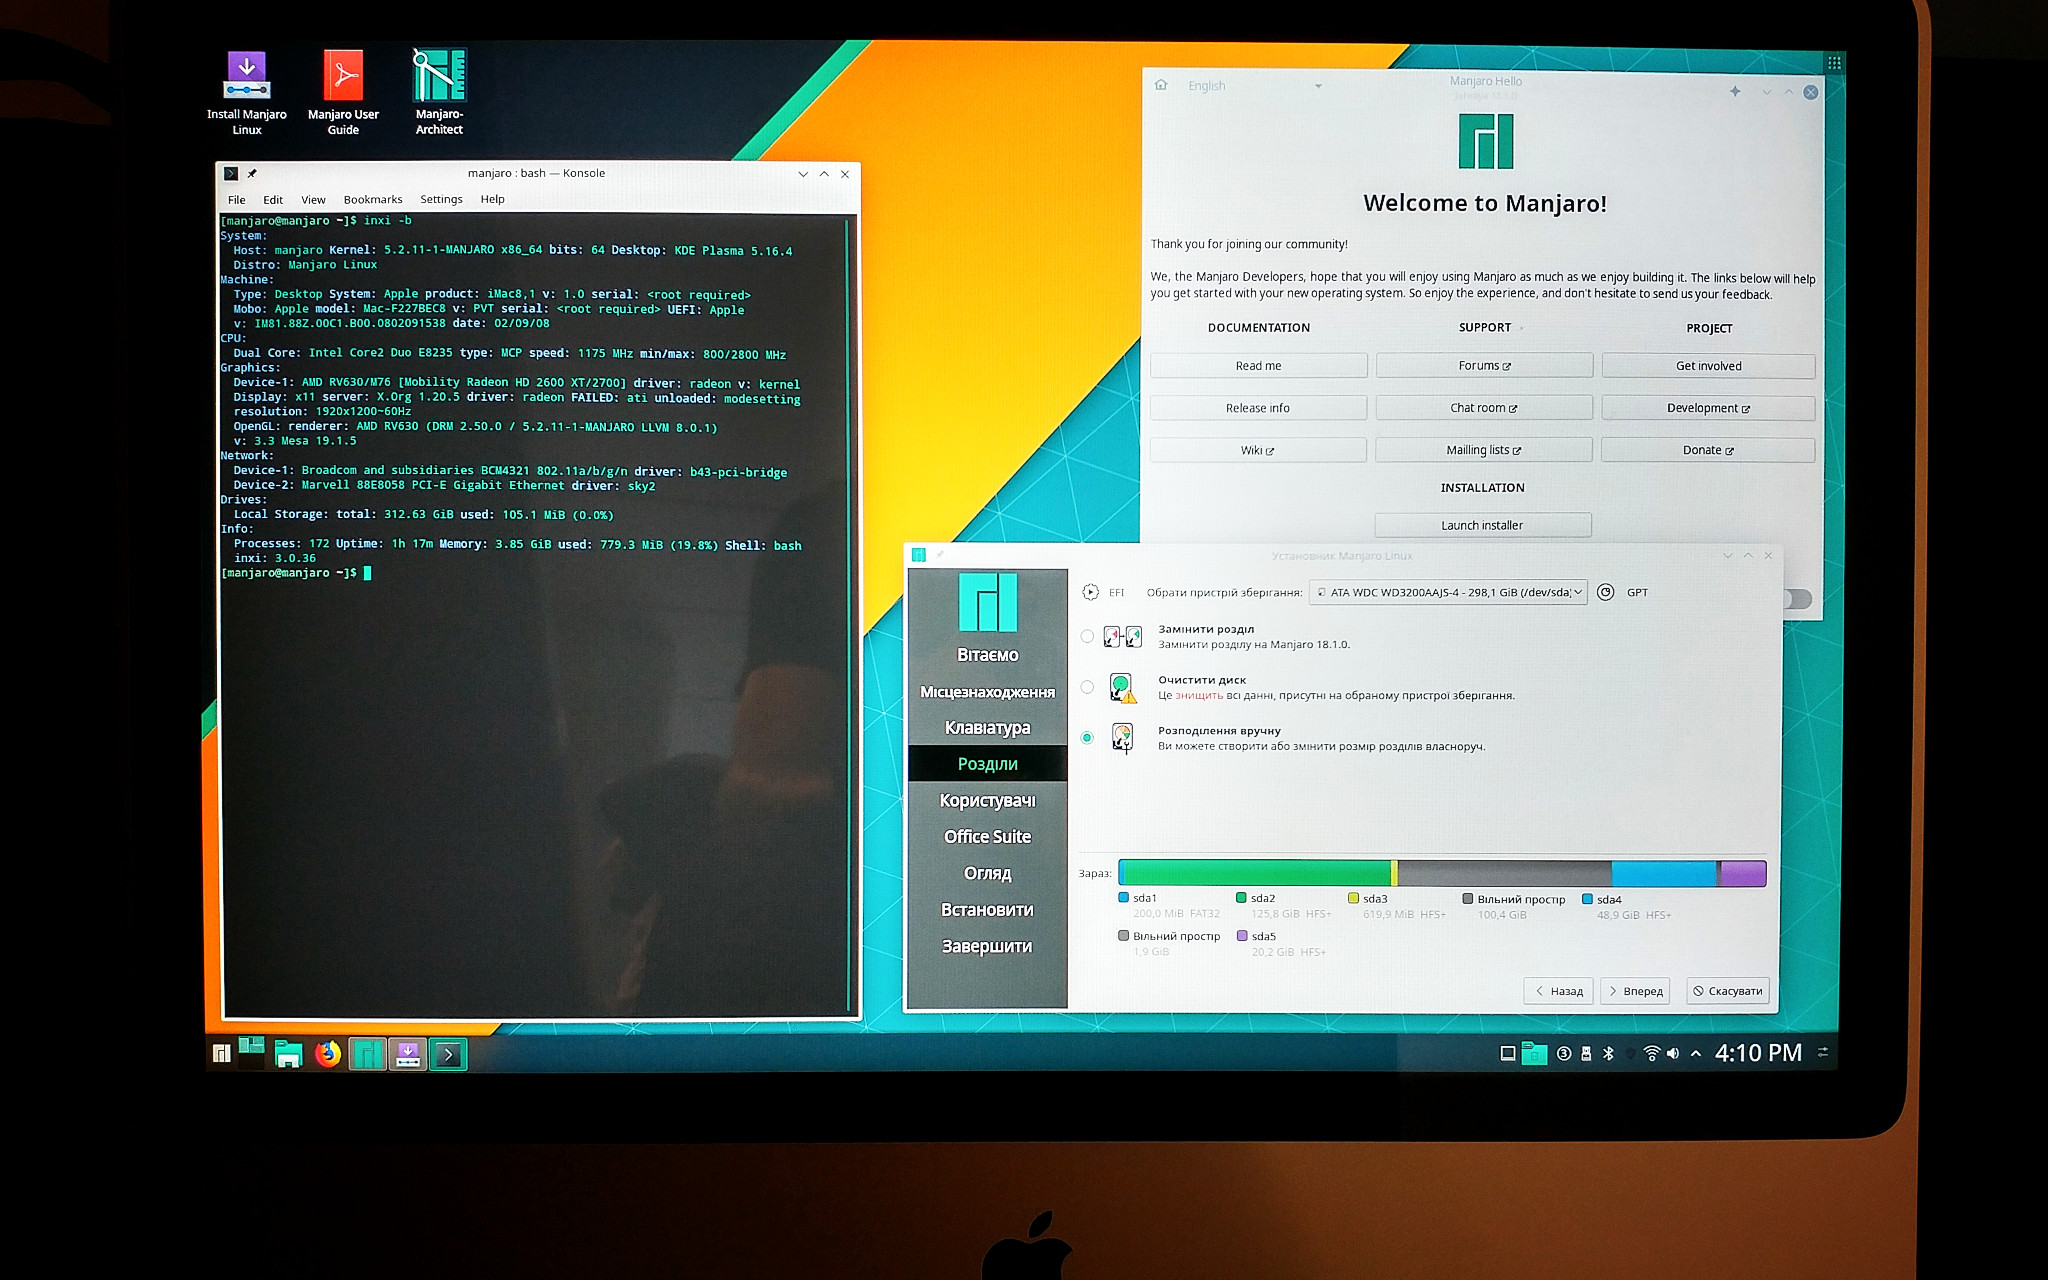 Install Manjaro
Linux
Manjaro User
Guide
Manjaro-
Architect
manjaro : bash — Konsole
File Edit View Bookmarks Settings Help
[manjaro@manjaro ~]$ inxi -b
System:
Host: manjaro Kernel: 5.2.11-1-MANJARO x86_64 bits: 64 Desktop: KDE Plasma 5.16.4
Distro: Manjaro Linux
Machine:
Type: Desktop System: Apple product: iMac8,1 v: 1.0 serial: <root required>
Mobo: Apple model: Mac-F227BEC8 v: PVT serial: <root required> UEFI: Apple
v: IM81.88Z.00C1.B00.0802091538 date: 02/09/08
CPU:
Dual Core: Intel Core2 Duo E8235 type: MCP speed: 1175 MHz min/max: 800/2800 MHz
Graphics:
Device-1: AMD RV630/M76 [Mobility Radeon HD 2600 XT/2700] driver: radeon v: kernel
Display: x11 server: X.Org 1.20.5 driver: radeon FAILED: ati unloaded: modesetting
resolution: 1920x1200~60Hz
OpenGL: renderer: AMD RV630 (DRM 2.50.0 / 5.2.11-1-MANJARO LLVM 8.0.1)
v: 3.3 Mesa 19.1.5
Network:
Device-1: Broadcom and subsidiaries BCM4321 802.11a/b/g/n driver: b43-pci-bridge
Device-2: Marvell 88E8058 PCI-E Gigabit Ethernet driver: sky2
Drives:
Local Storage: total: 312.63 GiB used: 105.1 MiB (0.0%)
Info:
Processes: 172 Uptime: 1h 17m Memory: 3.85 GiB used: 779.3 MiB (19.8%) Shell: bash
inxi: 3.0.36
[manjaro@manjaro ~]$
English
Manjaro Hello
Welcome to Manjaro!
Thank you for joining our community!
We, the Manjaro Developers, hope that you will enjoy using Manjaro as much as we enjoy building it. The links below will help
you get started with your new operating system. So enjoy the experience, and don't hesitate to send us your feedback.
DOCUMENTATION SUPPORT PROJECT
Read me Forums Get involved
Release info Chat room Development
Wiki Mailling lists Donate
INSTALLATION
Launch installer
Установник Manjaro Linux
Вітаємо
Місцезнаходження
Клавіатура
Розділи
Користувачі
Office Suite
Огляд
Встановити
Завершити
EFI Обрати пристрій зберігання: ATA WDC WD3200AAJS-4 - 298,1 GiB (/dev/sda) GPT
Замінити розділ
Замінити розділу на Manjaro 18.1.0.
Очистити диск
Це знищить всі данні, присутні на обраному пристрої зберігання.
Розподілення вручну
Ви можете створити або змінити розмір розділів власноруч.
Зараз:
sda1 sda2 sda3 Вільний простір sda4
200,0 MiB FAT32 125,8 GiB HFS+ 619,9 MiB HFS+ 100,4 GiB 48,9 GiB HFS+
Вільний простір sda5
1,9 GiB 20,2 GiB HFS+
Назад Вперед Скасувати
4:10 PM